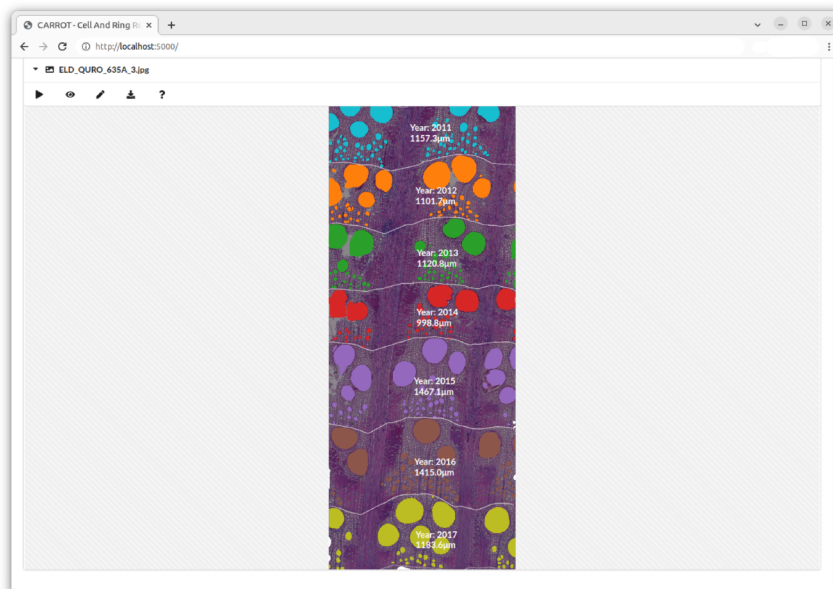 CARROT - Cell And Ring
http://localhost:5000/
ELD_QURO_635A_3.jpg
?
Year: 2011
1157.3µm
Year: 2012
1101.7µm
Year: 2013
1120.8µm
Year: 2014
998.8µm
Year: 2015
1467.1µm
Year: 2016
1415.0µm
Year: 2017
1183.6µm